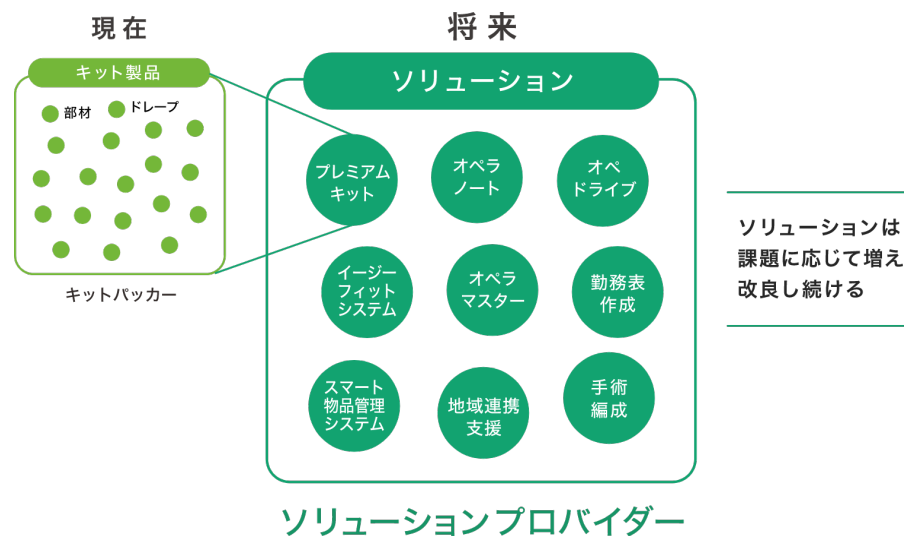 現在
キット製品
部材
ドレープ
キットパッカー
将来
ソリューション
プレミアム
キット
オペラ
ノート
オペ
ドライブ
イージー
フィット
システム
オペラ
マスター
勤務表
作成
スマート
物品管理
システム
地域連携
支援
手術
編成
ソリューションプロバイダー
ソリューションは
課題に応じて増え
改良し続ける